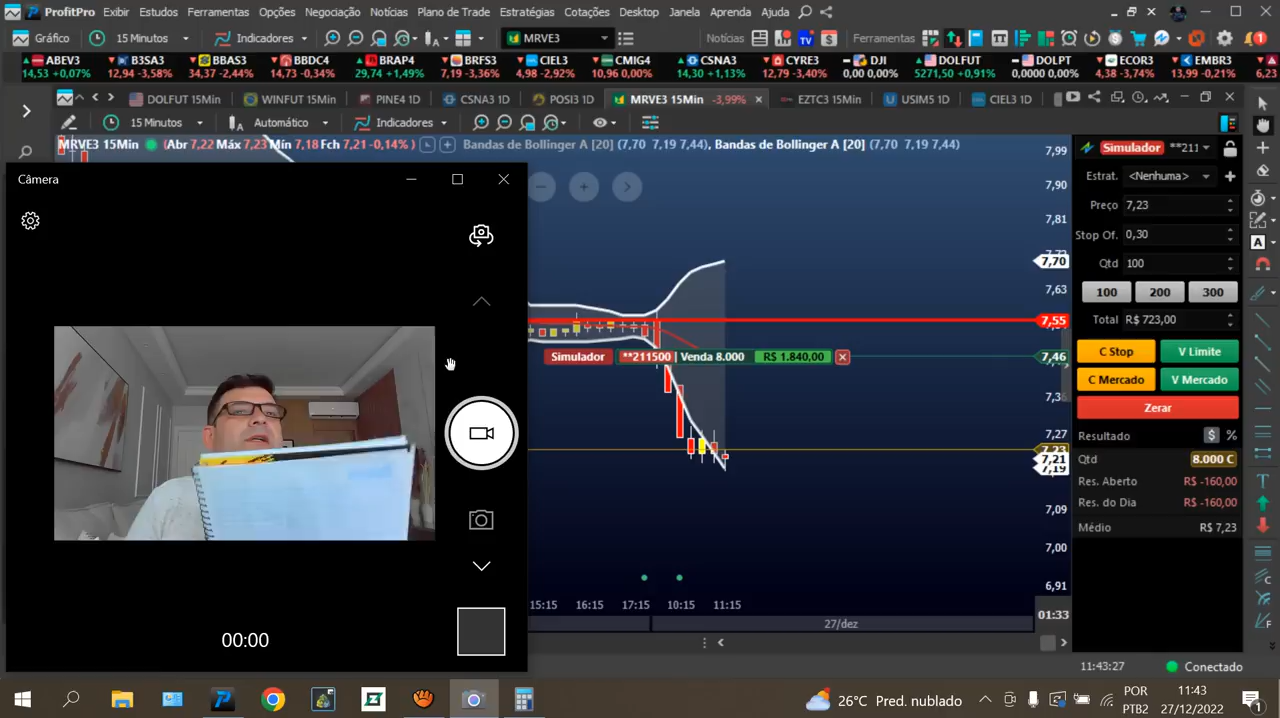 ProfitPro Exibir Estudos Ferramentas Opções Negociação Notícias Plano de Trade Estratégias Cotações Desktop Janela Aprenda Ajuda
Gráfico 15 Minutos Indicadores MRVE3 Notícias Ferramentas
ABEV3 B3SA3 BBAS3 BBDC4 BRAP4 BRFS3 CIEL3 CMIG4 CSNA3 CYRE3 DJI DOLFUT DOLPT ECOR3 EMBR3
14,53 +0,07% 12,94 -3,58% 34,37 -2,44% 14,73 -0,34% 29,74 +1,49% 7,19 -3,36% 4,98 -2,92% 10,96 0,00% 14,30 +1,13% 12,79 -3,40% 0,00 0,00% 5271,50 +0,91% 0,0000 0,00% 4,38 -3,74% 13,99 -0,21% 6,23
DOLFUT 15Min WINFUT 15Min PINE4 1D CSNA3 1D POSI3 1D MRVE3 15Min -3,99% EZTC3 15Min USIM5 1D CIEL3 1D
15 Minutos Automático Indicadores
MRVE3 15Min (Abr 7,22 Máx 7,23 Mín 7,18 Fch 7,21 -0,14% ) Bandas de Bollinger A [20] (7,70 7,19 7,44), Bandas de Bollinger A [20] (7,70 7,19 7,44)
Câmera
00:00
Simulador **211500 | Venda 8.000 R$ 1.840,00
7,99
7,90
7,81
7,70
7,63
7,55
7,46
7,27
7,23
7,21
7,19
7,09
7,00
6,91
15:15 16:15 17:15 10:15 11:15
01:33
27/dez
Simulador **211
Estrat. <Nenhuma>
Preço 7,23
Stop Of. 0,30
Qtd 100
100 200 300
Total R$ 723,00
C Stop V Limite
C Mercado V Mercado
Zerar
Resultado $ %
Qtd 8.000 C
Res. Aberto R$ -160,00
Res. do Dia R$ -160,00
Médio R$ 7,23
11:43:27 Conectado
26°C Pred. nublado
POR
PTB2
11:43
27/12/2022